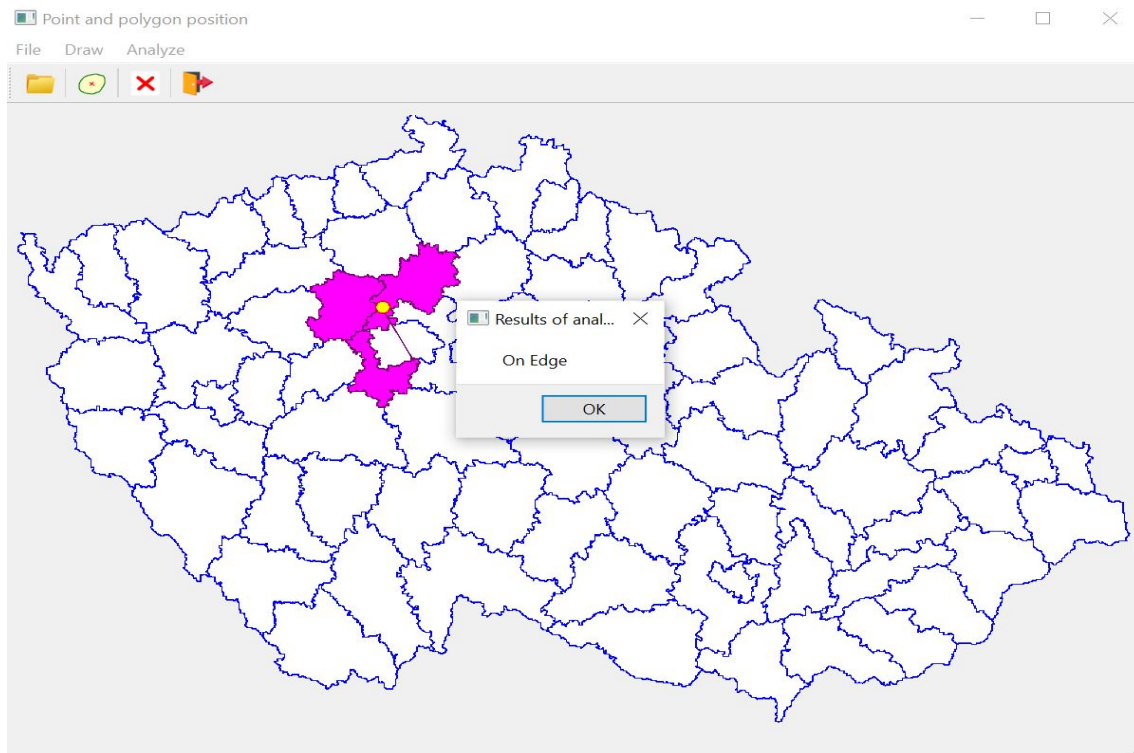 Point and polygon position
File Draw Analyze
Results of anal...
On Edge
OK